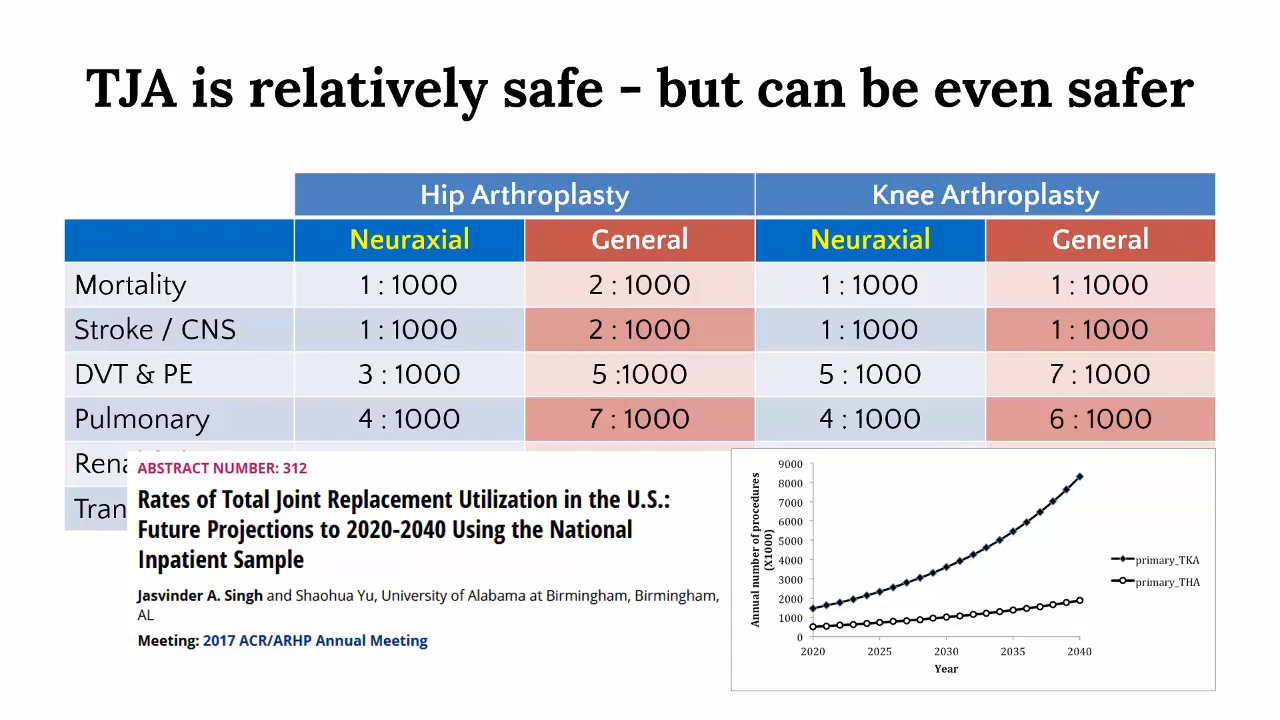 TJA is relatively safe - but can be even safer
Hip Arthroplasty Knee Arthroplasty
Neuraxial General Neuraxial General
Mortality 1 : 1000 2 : 1000 1 : 1000 1 : 1000
Stroke / CNS 1 : 1000 2 : 1000 1 : 1000 1 : 1000
DVT & PE 3 : 1000 5 :1000 5 : 1000 7 : 1000
Pulmonary 4 : 1000 7 : 1000 4 : 1000 6 : 1000
ABSTRACT NUMBER: 312
Rates of Total Joint Replacement Utilization in the U.S.:
Future Projections to 2020-2040 Using the National
Inpatient Sample
Jasvinder A. Singh and Shaohua Yu, University of Alabama at Birmingham, Birmingham,
AL
Meeting: 2017 ACR/ARHP Annual Meeting
Annual number of procedures
(X1000)
9000
8000
7000
6000
5000
4000
3000
2000
1000
0
2020 2025 2030 2035 2040
Year
primary_TKA
primary_THA